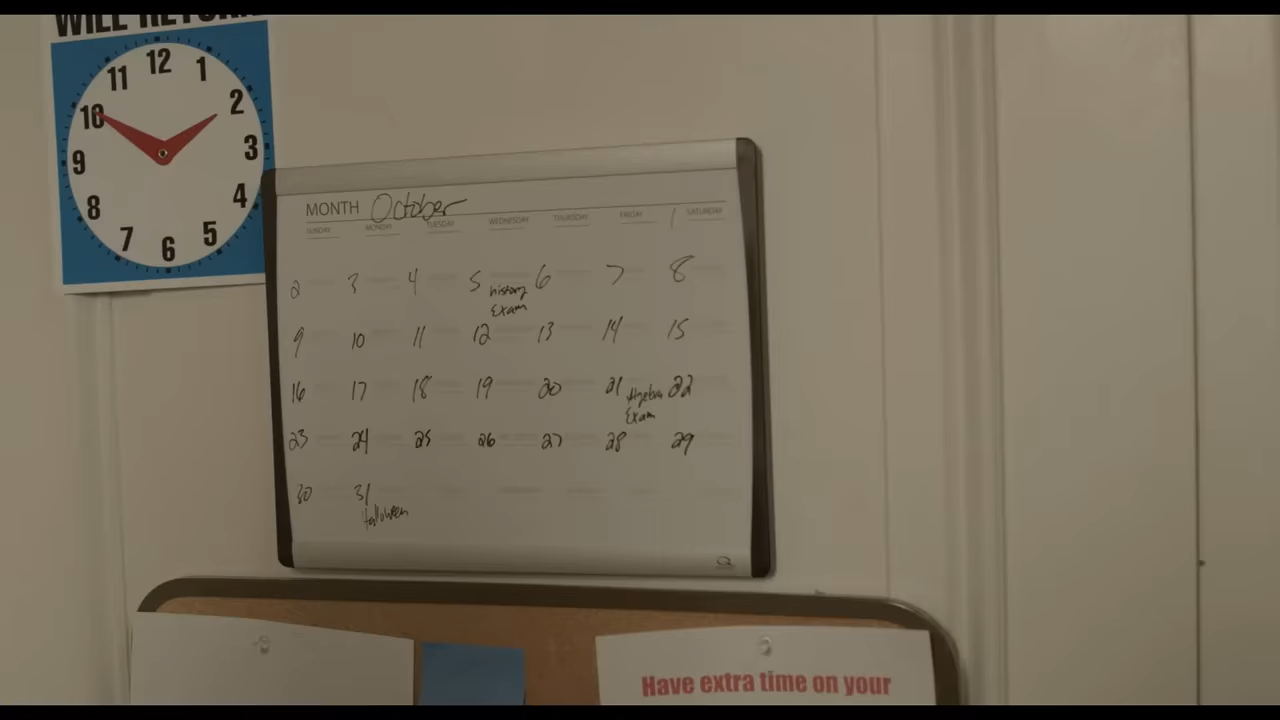 WILL RETURN
12
11 1
10 2
9 3
8 4
7 5
6
MONTH October
SUNDAY MONDAY TUESDAY WEDNESDAY THURSDAY FRIDAY SATURDAY
1
2 3 4 5 6 7 8
History
Exam
9 10 11 12 13 14 15
16 17 18 19 20 21 22
Algebra
Exam
23 24 25 26 27 28 29
30 31
Halloween
Q
Have extra time on your